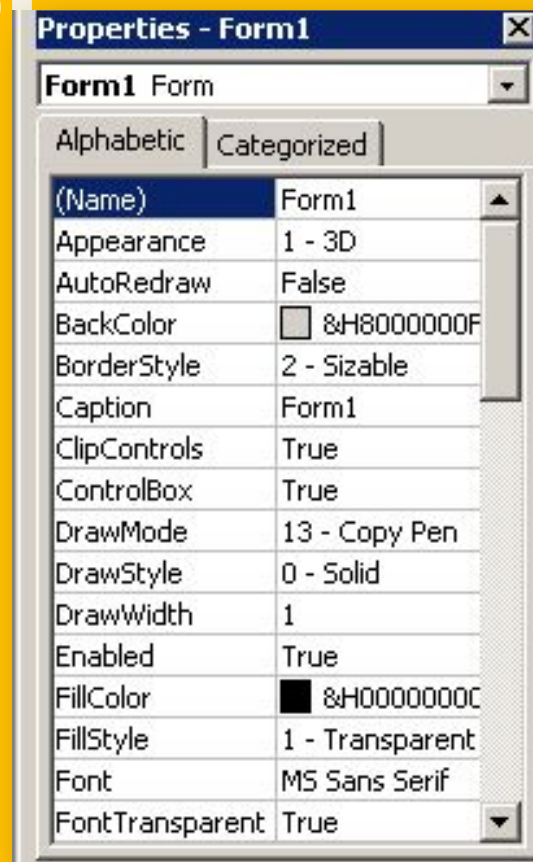 Properties - Form1
Form1 Form
Alphabetic Categorized
(Name) Form1
Appearance 1 - 3D
AutoRedraw False
BackColor &H8000000F
BorderStyle 2 - Sizable
Caption Form1
ClipControls True
ControlBox True
DrawMode 13 - Copy Pen
DrawStyle 0 - Solid
DrawWidth 1
Enabled True
FillColor &H0000000
FillStyle 1 - Transparent
Font MS Sans Serif
FontTransparent True